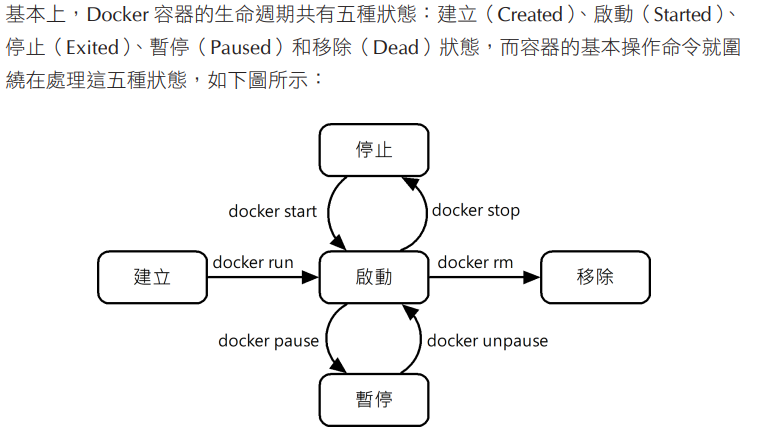 基本上，Docker 容器的生命週期共有五種狀態：建立（Created）、啟動（Started）、
停止（Exited）、暫停（Paused）和移除（Dead）狀態，而容器的基本操作命令就圍
繞在處理這五種狀態，如下圖所示：
停止
docker start
docker stop
建立
docker run
啟動
docker rm
移除
docker pause
docker unpause
暫停